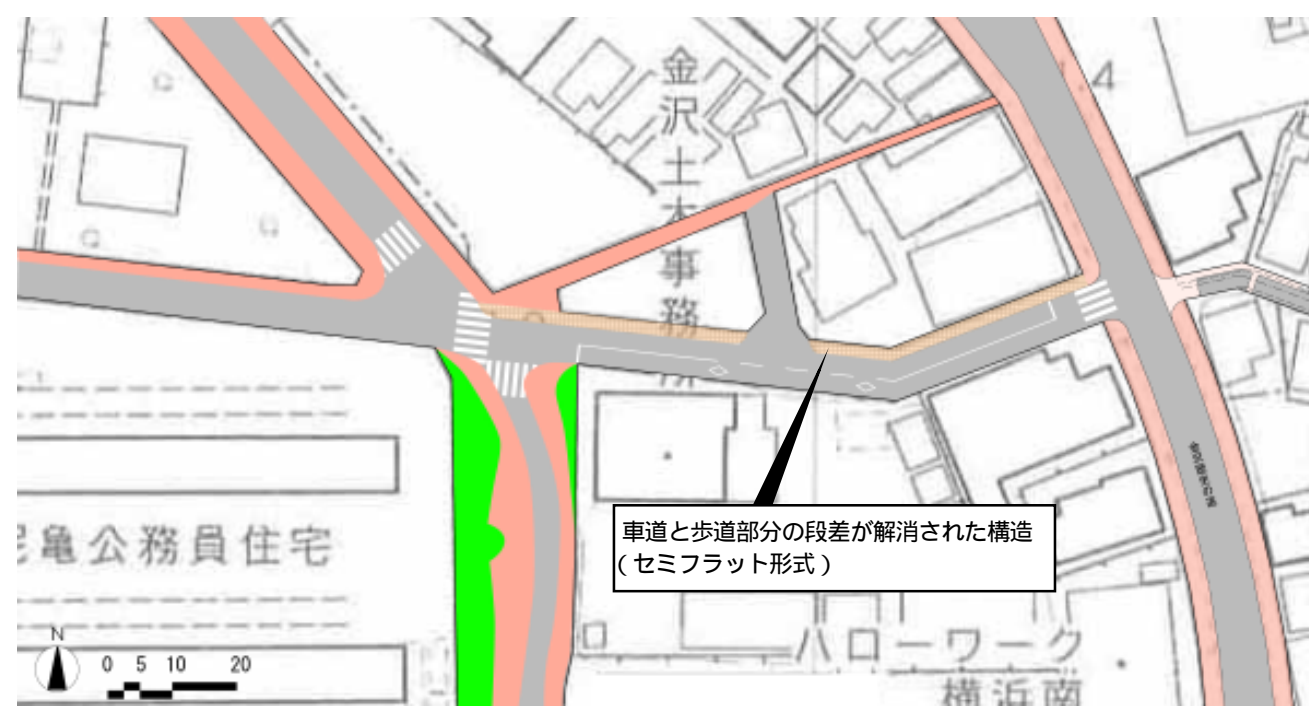 金沢土木事務所
4
車道と歩道部分の段差が解消された構造
(セミフラット形式)
亀公務員住宅
N
0 5 10 20
ハローワーク
横浜南